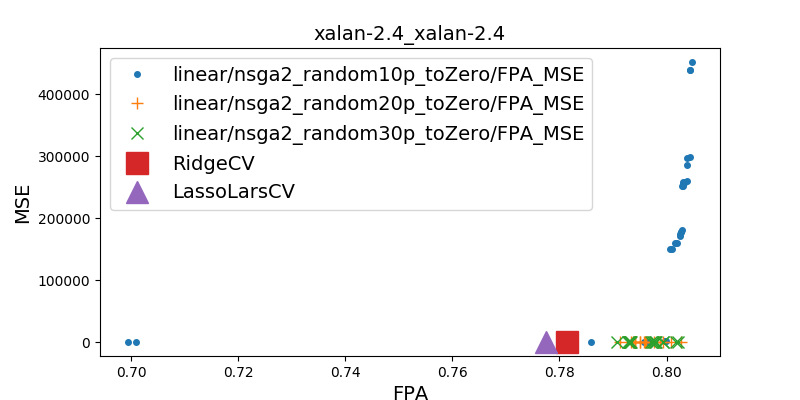 xalan-2.4_xalan-2.4
linear/nsga2_random10p_toZero/FPA_MSE
linear/nsga2_random20p_toZero/FPA_MSE
linear/nsga2_random30p_toZero/FPA_MSE
RidgeCV
LassoLarsCV
MSE
400000
300000
200000
100000
0
0.70 0.72 0.74 0.76 0.78 0.80
FPA